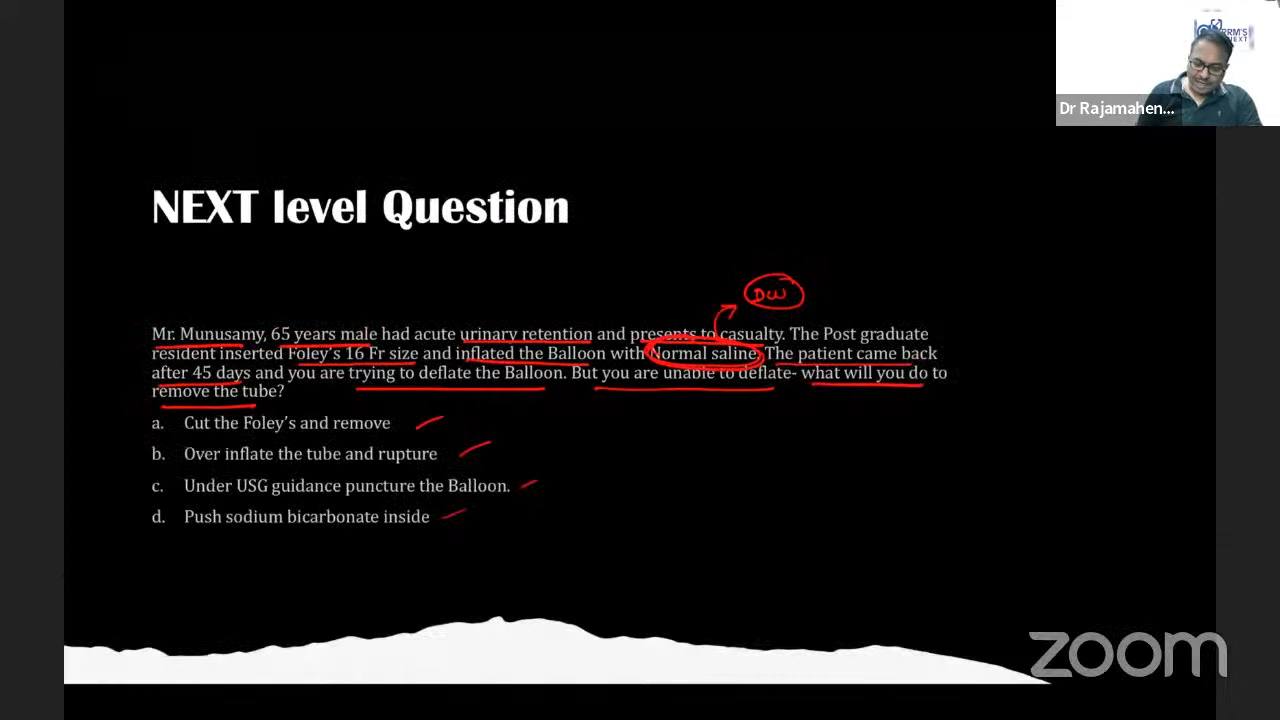 RRM'S
NEXT
Dr Rajamahen...
NEXT level Question
DW
Mr. Munusamy, 65 years male had acute urinary retention and presents to casualty. The Post graduate
resident inserted Foley's 16 Fr size and inflated the Balloon with Normal saline. The patient came back
after 45 days and you are trying to deflate the Balloon. But you are unable to deflate- what will you do to
remove the tube?
a. Cut the Foley's and remove
b. Over inflate the tube and rupture
c. Under USG guidance puncture the Balloon.
d. Push sodium bicarbonate inside
zoom